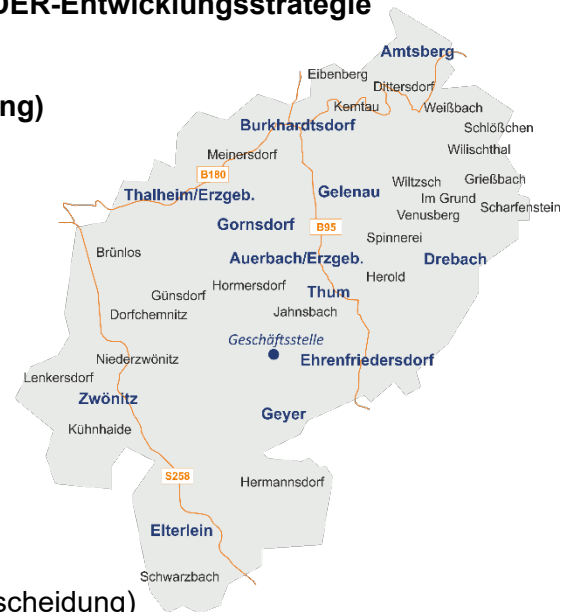 DER-Entwicklungsstrategie
Amtsberg
Eibenberg
Dittersdorf
ng)
Kemtau
Weißbach
Burkhardtsdorf
Schlößchen
Meinersdorf
Wilischthal
B180
Thalheim/Erzgeb.
Gelenau
Wiltzsch
Grießbach
Im Grund
Scharfenstein
Venusberg
Gornsdorf
B95
Spinnerei
Brünlos
Auerbach/Erzgeb.
Drebach
Herold
Hormersdorf
Günsdorf
Thum
Dorfchemnitz
Jahnsbach
Geschäftsstelle
Niederzwönitz
Ehrenfriedersdorf
Lenkersdorf
Zwönitz
Geyer
Kühnhaide
S258
Hermannsdorf
Elterlein
Schwarzbach
scheidung)